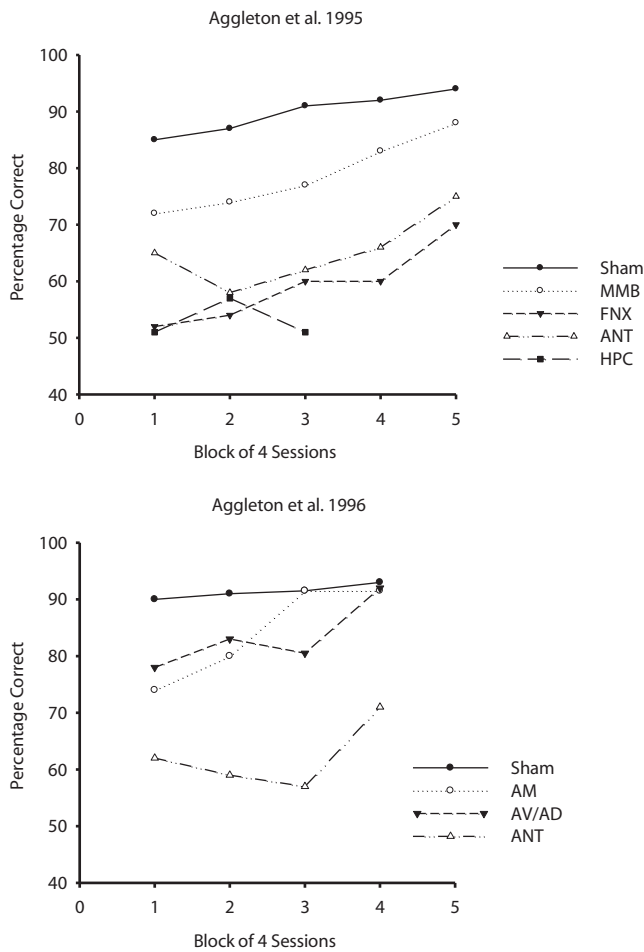 Aggleton et al. 1995
100
90
80
70
60
50
40
Percentage Correct
0 1 2 3 4 5
Block of 4 Sessions
Sham
MMB
FNX
ANT
HPC
Aggleton et al. 1996
100
90
80
70
60
50
40
Percentage Correct
0 1 2 3 4 5
Block of 4 Sessions
Sham
AM
AV/AD
ANT